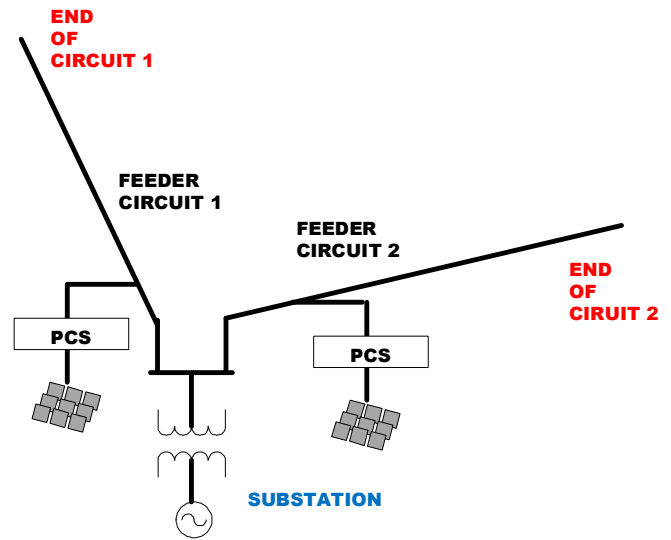 END
OF
CIRCUIT 1
FEEDER
CIRCUIT 1
FEEDER
CIRCUIT 2
END
OF
CIRUIT 2
PCS
PCS
SUBSTATION